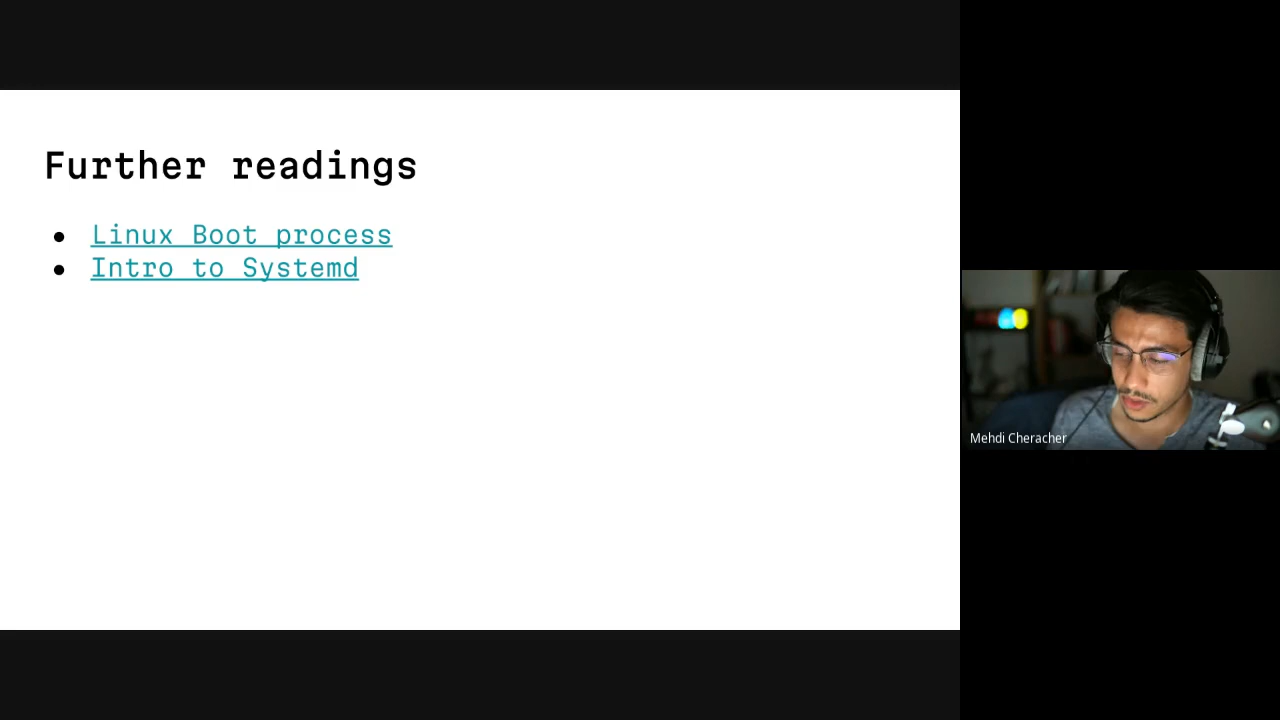 Further readings
● Linux Boot process
● Intro to Systemd
Mehdi Cheracher